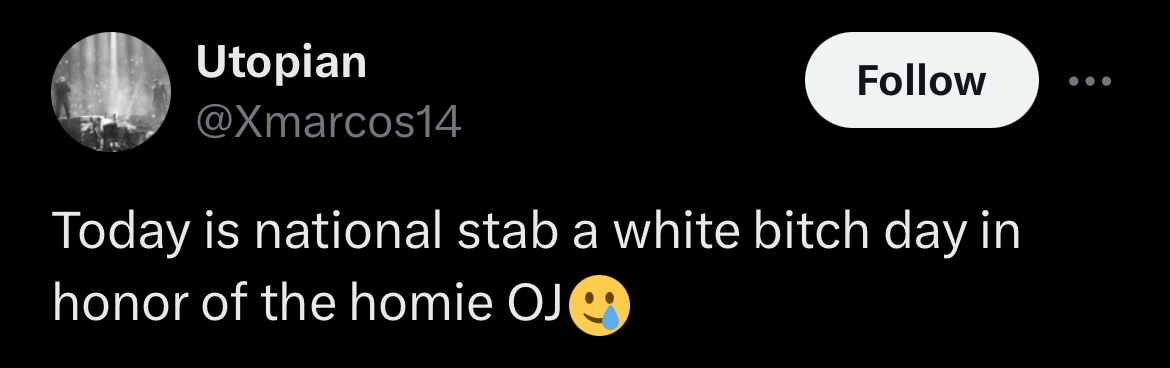 Utopian
@Xmarcos14
Follow
Today is national stab a white bitch day in
honor of the homie OJ🥲